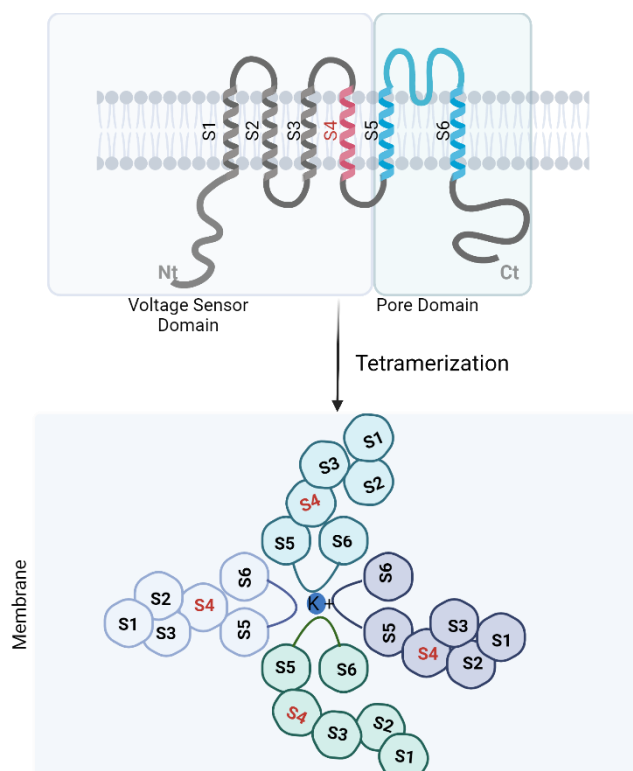 S1 S2 S3 S4 S5 S6
Nt
Ct
Voltage Sensor
Domain
Pore Domain
Tetramerization
Membrane
S1
S3
S2
S4
S5 S6
S6
S2
S4
S1
S3
S5
K+
S6
S5
S3
S1
S4
S2
S5
S6
S4
S3
S2
S1